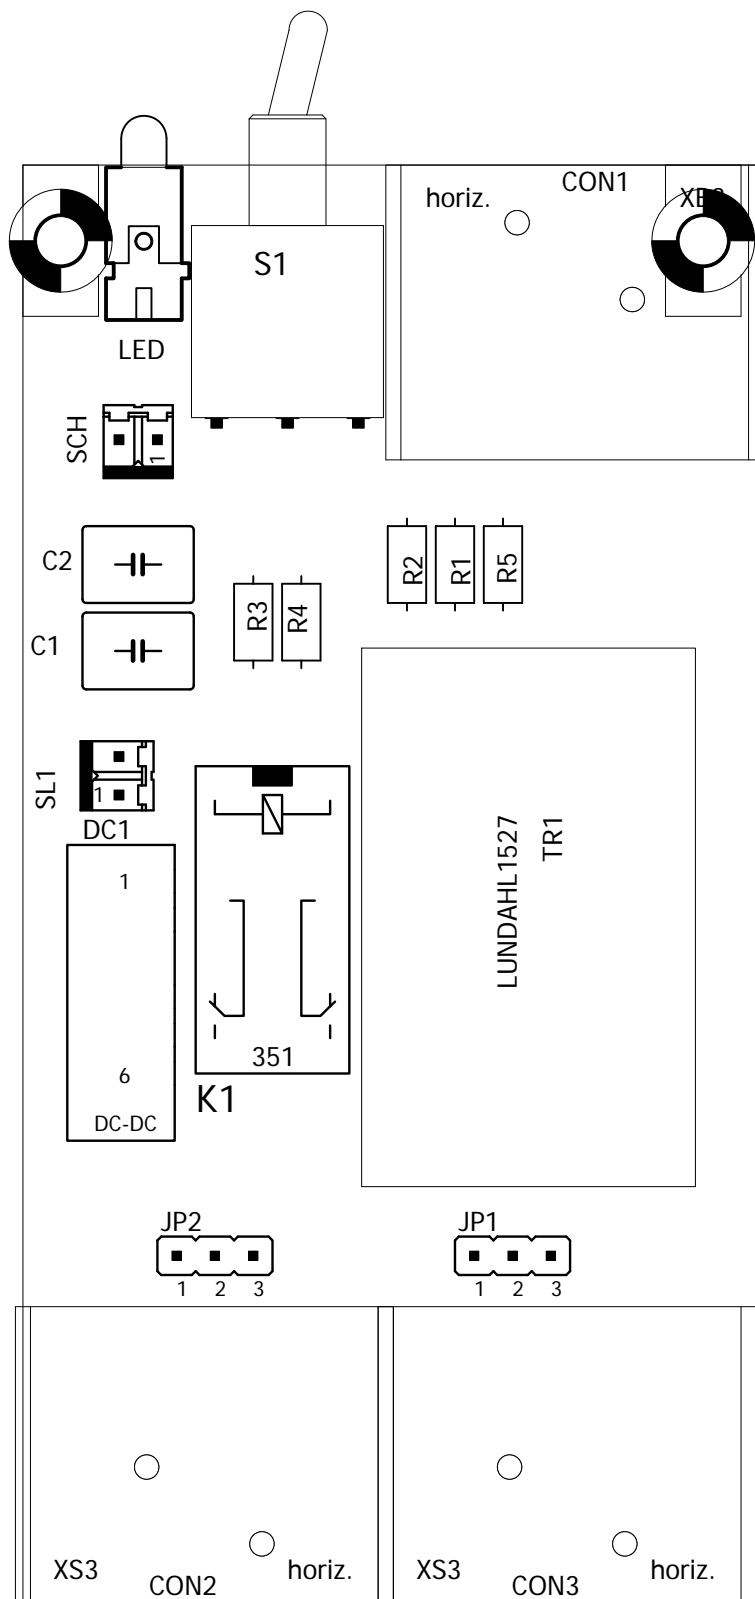 CON1
horiz.
S1
LED
SCH
1
C2
R2
R1
R5
R3
R4
C1
SL1
1
DC1
1
LUNDAHL1527
TR1
6
351
DC-DC
K1
JP2
JP1
1 2 3
1 2 3
XS3
horiz.
XS3
horiz.
CON2
CON3